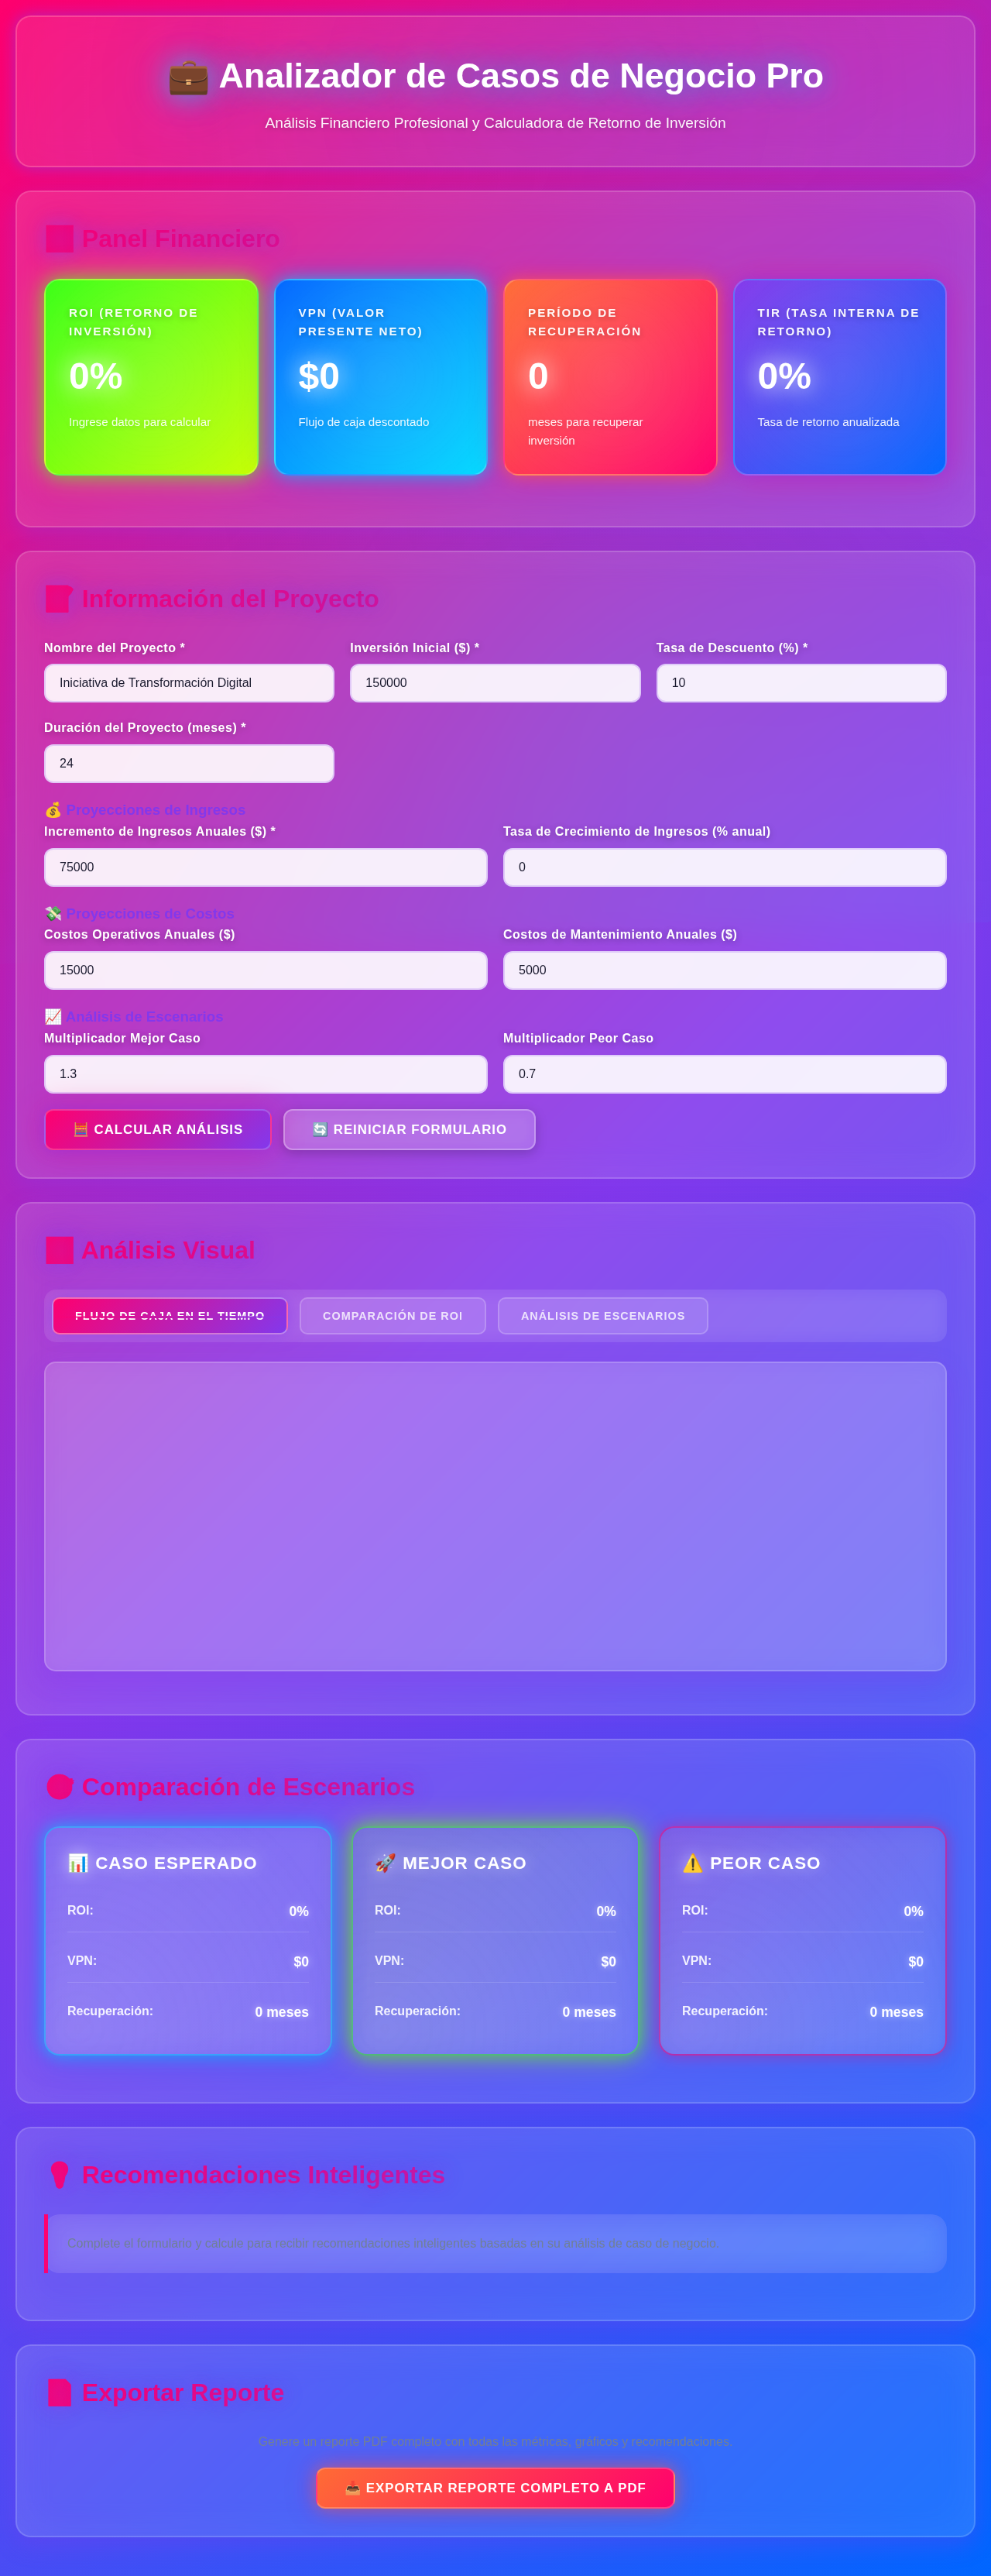 💼 Analizador de Casos de Negocio Pro
Análisis Financiero Profesional y Calculadora de Retorno de Inversión
Panel Financiero
ROI (RETORNO DE
INVERSIÓN)
0%
Ingrese datos para calcular
VPN (VALOR
PRESENTE NETO)
$0
Flujo de caja descontado
PERÍODO DE
RECUPERACIÓN
0
meses para recuperar
inversión
TIR (TASA INTERNA DE
RETORNO)
0%
Tasa de retorno anualizada
Información del Proyecto
Nombre del Proyecto *
Iniciativa de Transformación Digital
Inversión Inicial ($) *
150000
Tasa de Descuento (%) *
10
Duración del Proyecto (meses) *
24
💰 Proyecciones de Ingresos
Incremento de Ingresos Anuales ($) *
75000
Tasa de Crecimiento de Ingresos (% anual)
0
💸 Proyecciones de Costos
Costos Operativos Anuales ($)
15000
Costos de Mantenimiento Anuales ($)
5000
📈 Análisis de Escenarios
Multiplicador Mejor Caso
1.3
Multiplicador Peor Caso
0.7
🧮 CALCULAR ANÁLISIS
🔄 REINICIAR FORMULARIO
Análisis Visual
FLUJO DE CAJA EN EL TIEMPO
COMPARACIÓN DE ROI
ANÁLISIS DE ESCENARIOS
Comparación de Escenarios
📊 CASO ESPERADO
ROI: 0%
VPN: $0
Recuperación: 0 meses
🚀 MEJOR CASO
ROI: 0%
VPN: $0
Recuperación: 0 meses
⚠️ PEOR CASO
ROI: 0%
VPN: $0
Recuperación: 0 meses
Recomendaciones Inteligentes
Complete el formulario y calcule para recibir recomendaciones inteligentes basadas en su análisis de caso de negocio.
Exportar Reporte
Genere un reporte PDF completo con todas las métricas, gráficos y recomendaciones.
📥 EXPORTAR REPORTE COMPLETO A PDF